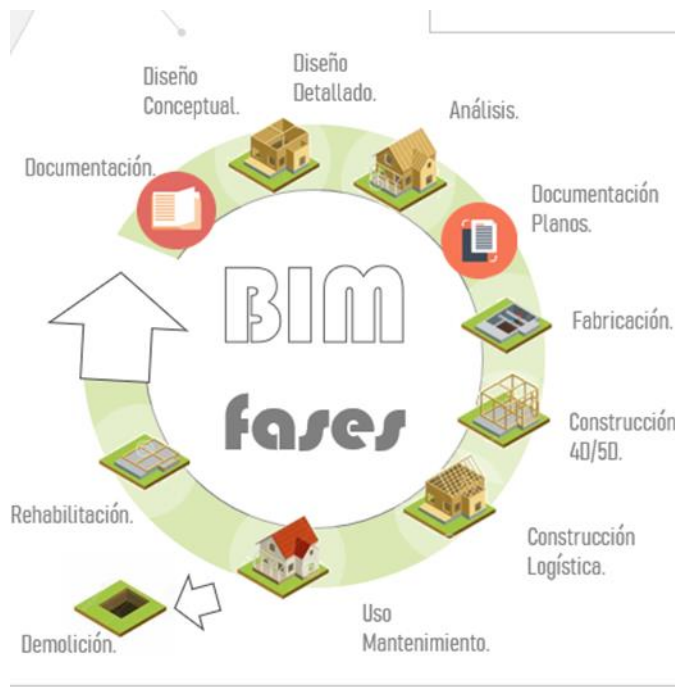 Diseño
Conceptual.
Diseño
Detallado.
Análisis.
Documentación.
Documentación
Planos.
BIM
fases
Fabricación.
Construcción
4D/5D.
Construcción
Logística.
Uso
Mantenimiento.
Rehabilitación.
Demolición.